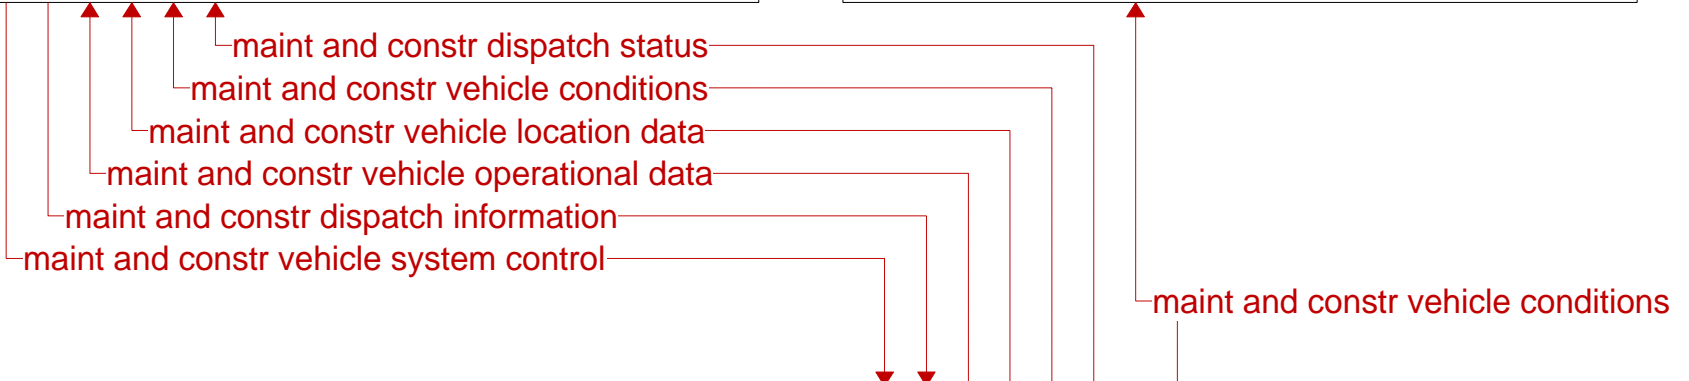 maint and constr dispatch status
maint and constr vehicle conditions
maint and constr vehicle location data
maint and constr vehicle operational data
maint and constr dispatch information
maint and constr vehicle system control
maint and constr vehicle conditions